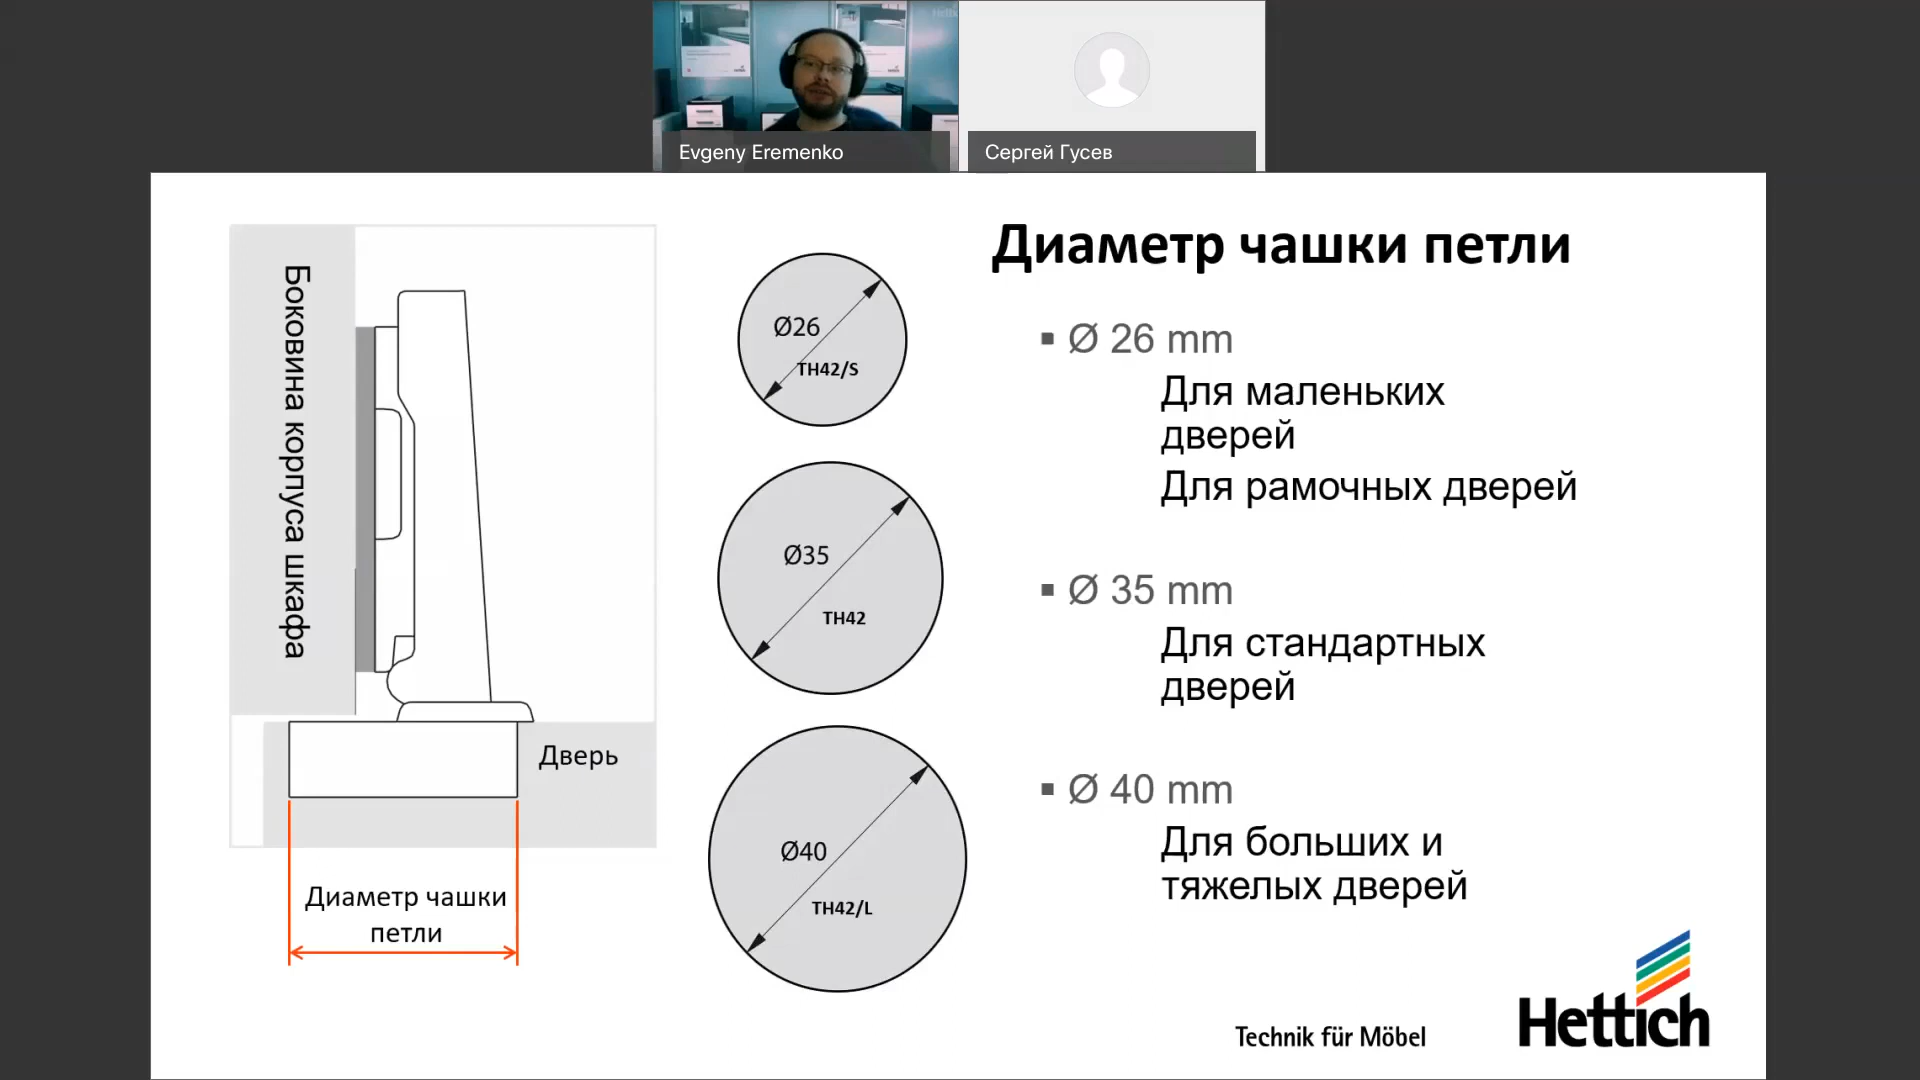 Evgeny Eremenko
Сергей Гусев
Диаметр чашки петли
Боковина корпуса шкафа
Дверь
Диаметр чашки
петли
Ø26
TH42/S
Ø35
TH42
Ø40
TH42/L
Ø 26 mm
Для маленьких
дверей
Для рамочных дверей
Ø 35 mm
Для стандартных
дверей
Ø 40 mm
Для больших и
тяжелых дверей
Technik für Möbel
Hettich